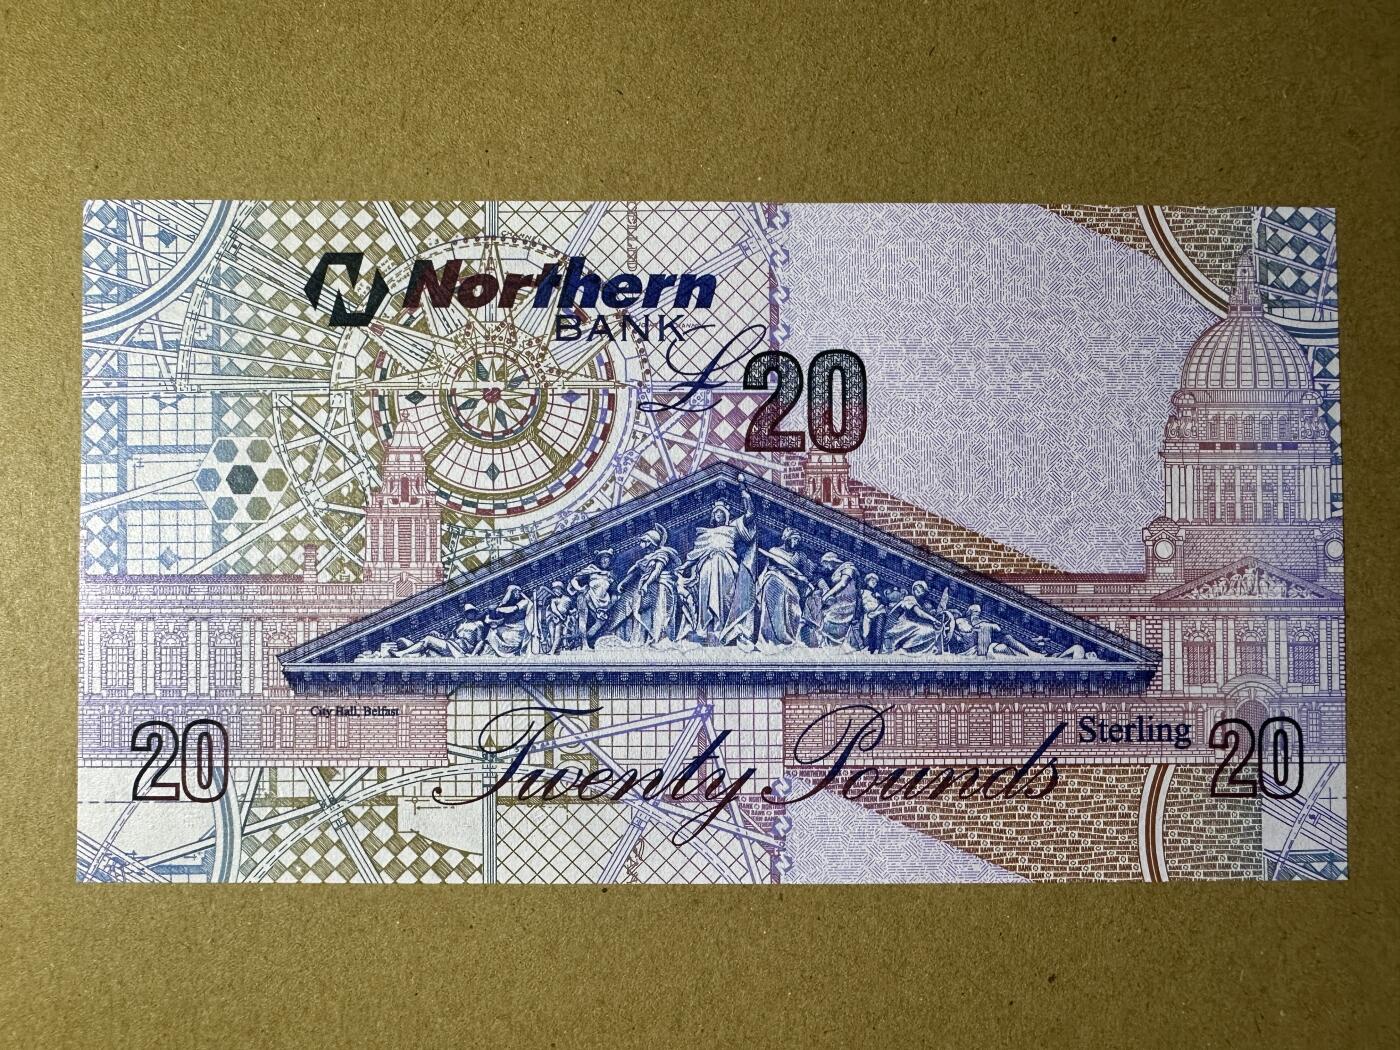 Northern
BANK
£20
City Hall, Belfast
20 Twenty Pounds Sterling 20